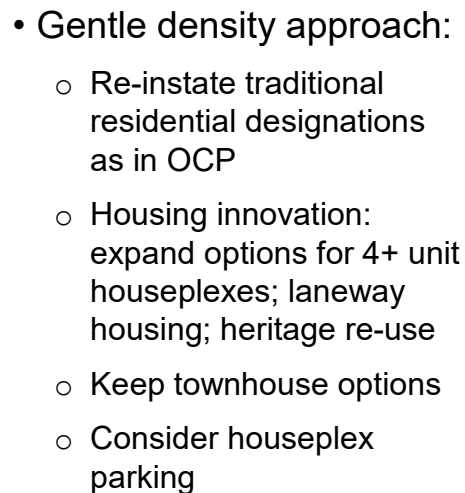 • Gentle density approach:
o Re-instate traditional
residential designations
as in OCP
o Housing innovation:
expand options for 4+ unit
houseplexes; laneway
housing; heritage re-use
o Keep townhouse options
o Consider houseplex
parking